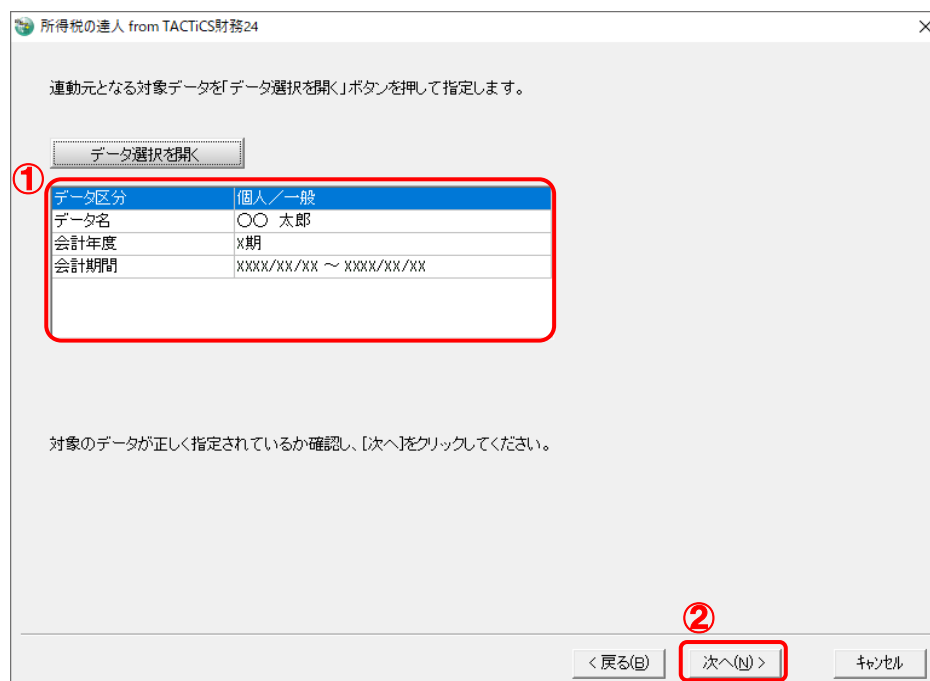 所得税の達人 from TACTiCS財務24
連動元となる対象データを「データ選択を開く」ボタンを押して指定します。
データ選択を開く
①
データ区分 個人／一般
データ名 〇〇 太郎
会計年度 X期
会計期間 XXXX/XX/XX ～ XXXX/XX/XX
対象のデータが正しく指定されているか確認し、[次へ]をクリックしてください。
②
< 戻る(B) 次へ(N) > キャンセル